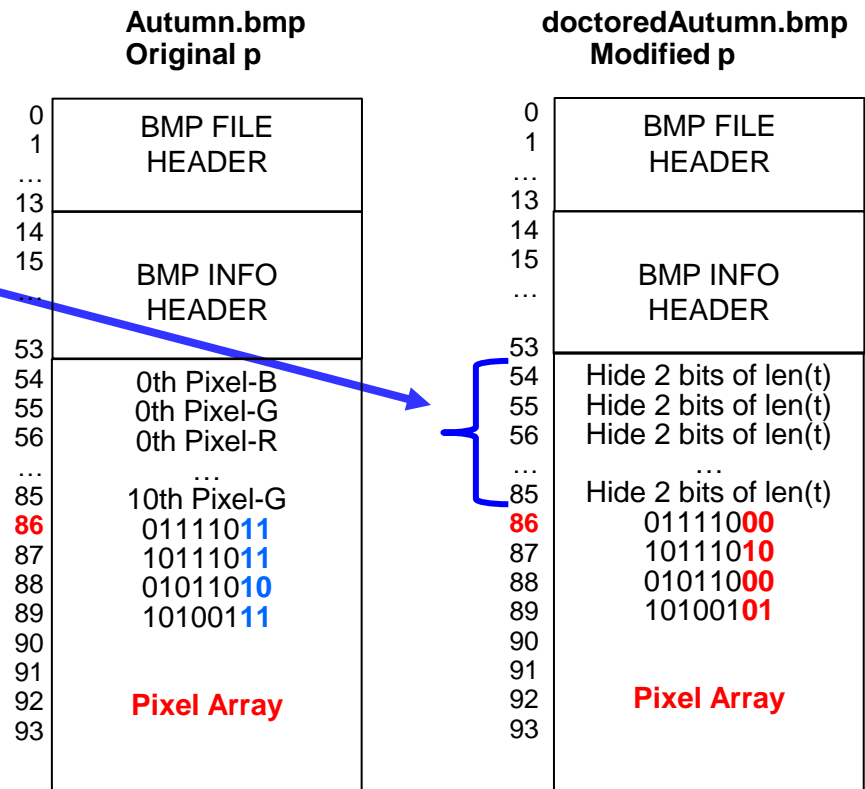 Autumn.bmp
Original p
0
1
…
13
14
15
…
53
54
55
56
…
85
86
87
88
89
90
91
92
93
BMP FILE
HEADER
BMP INFO
HEADER
0th Pixel-B
0th Pixel-G
0th Pixel-R
…
10th Pixel-G
01111011
10111011
01011010
10100111
Pixel Array
doctoredAutumn.bmp
Modified p
0
1
…
13
14
15
…
53
54
55
56
…
85
86
87
88
89
90
91
92
93
BMP FILE
HEADER
BMP INFO
HEADER
Hide 2 bits of len(t)
Hide 2 bits of len(t)
Hide 2 bits of len(t)
…
Hide 2 bits of len(t)
01111000
10111010
01011000
10100101
Pixel Array